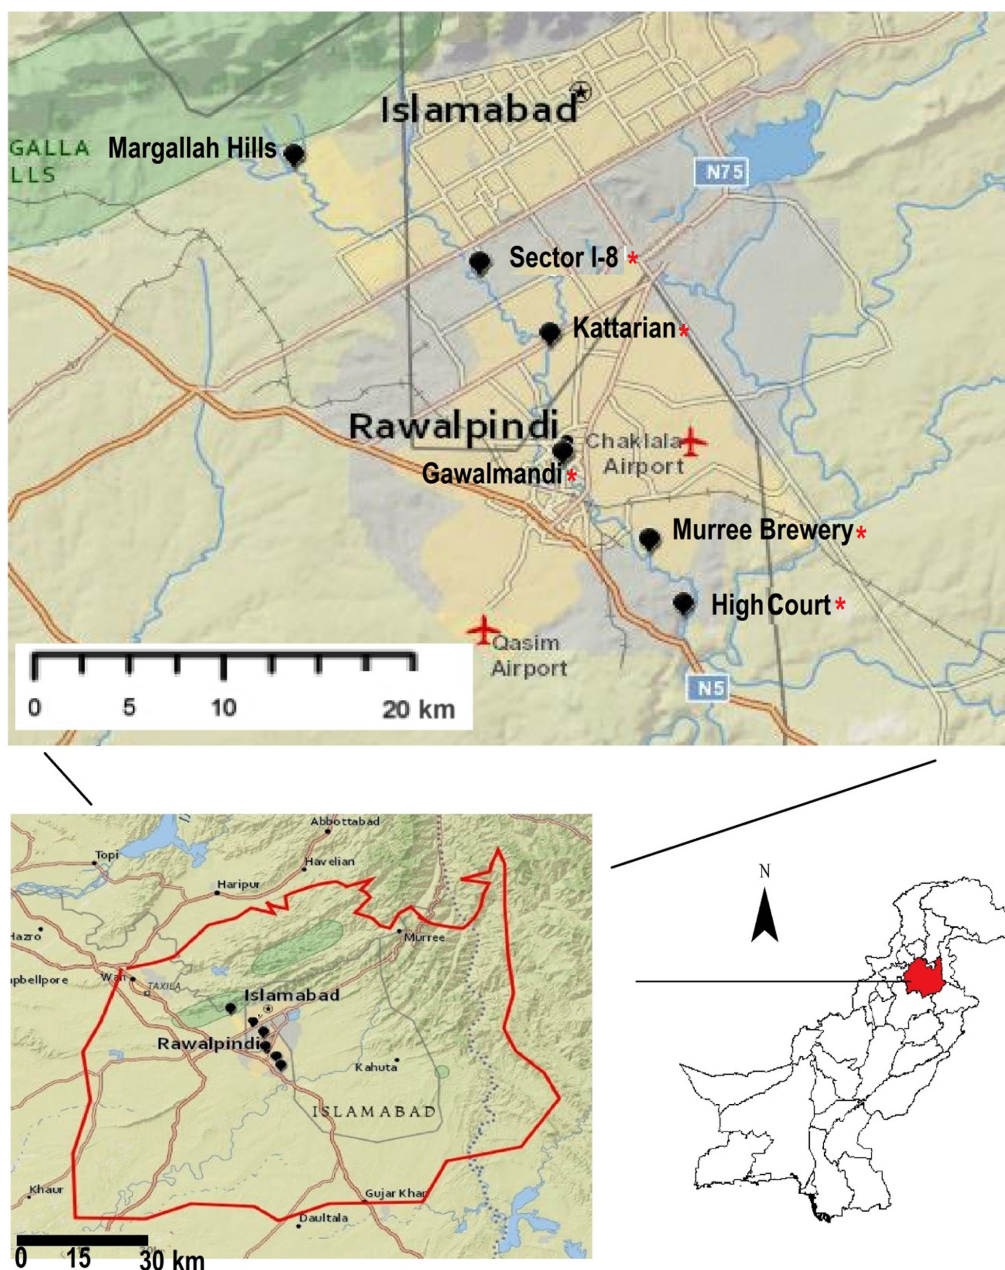 Islamabad
GALLA
Margallah Hills
LLS
N75
Sector I-8 *
Kattarian*
Rawalpindi
Chaklala
Airport
Gawalmandi*
Murree Brewery*
High Court *
Qasim
Airport
N5
0 5 10 20 km
Abbottabad
Topi
Havelian
Haripur
Hazro
Murree
mpbellpore
Wah
TAXILA
Islamabad
Rawalpindi
Kahuta
ISLAMABAD
Khaur
Gujar Khan
Daultala
0 15 30 km
N